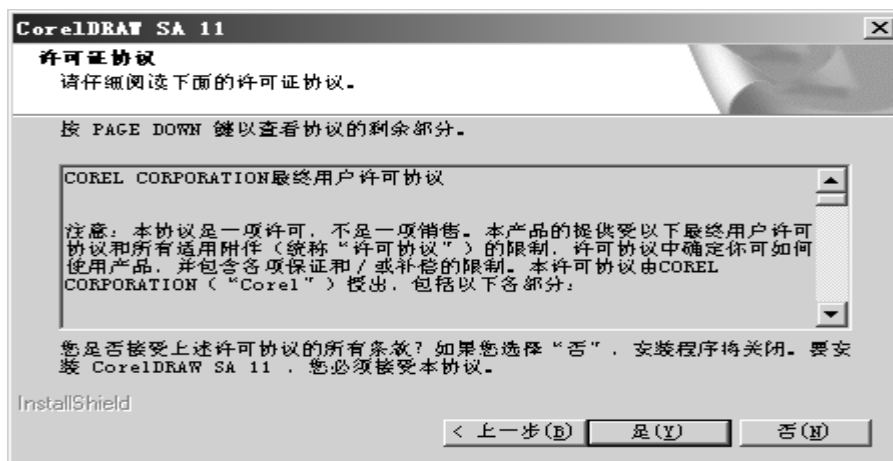 CorelDRAW SA 11
许可证协议
请仔细阅读下面的许可证协议。
按 PAGE DOWN 键以查看协议的剩余部分。
COREL CORPORATION最终用户许可协议
注意: 本协议是一项许可, 不是一项销售。本产品的提供受以下最终用户许可
协议和所有适用附件（统称“许可协议”）的限制, 许可协议中确定你可如何
使用产品, 并包含各项保证和/或补偿的限制。本许可协议由COREL
CORPORATION（“Corel”）授出, 包括以下各部分:
您是否接受上述许可协议的所有条款? 如果您选择“否”, 安装程序将关闭。要安
装 CorelDRAW SA 11 , 您必须接受本协议。
InstallShield
< 上一步(B) 是(Y) 否(N)